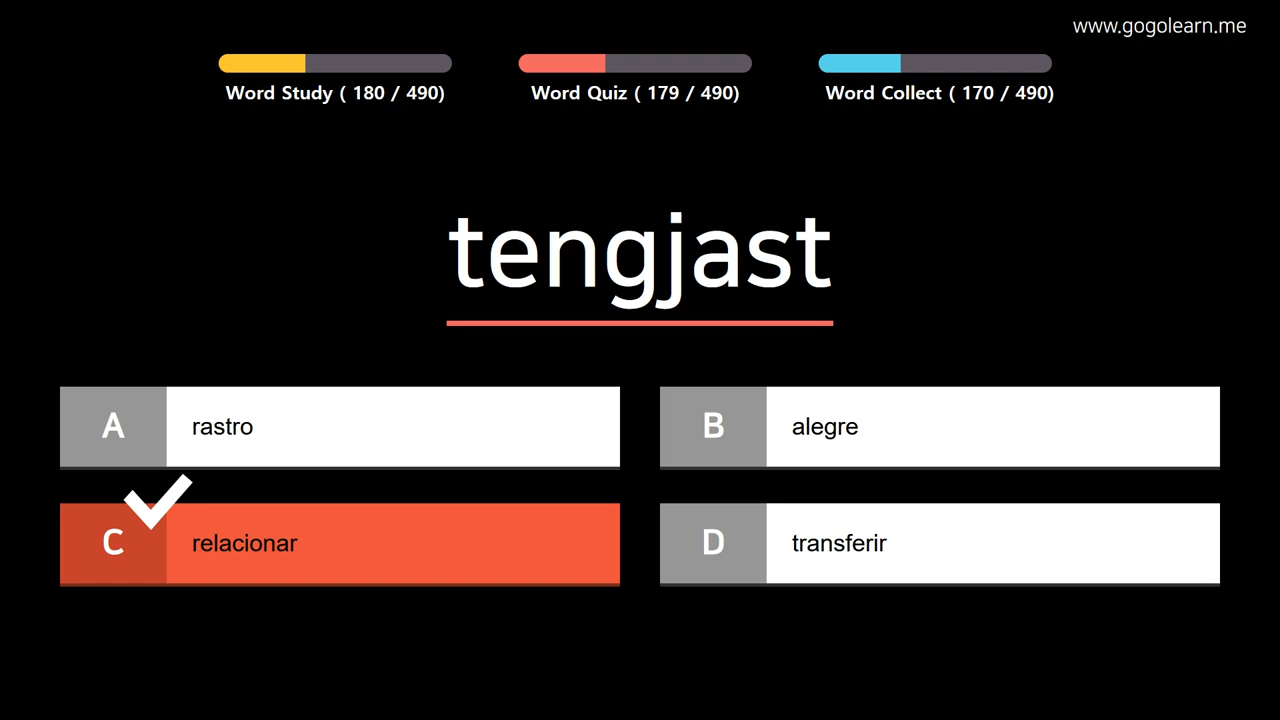 www.gogolearn.me
Word Study ( 180 / 490)
Word Quiz ( 179 / 490)
Word Collect ( 170 / 490)
tengjast
A rastro
B alegre
C relacionar
D transferir